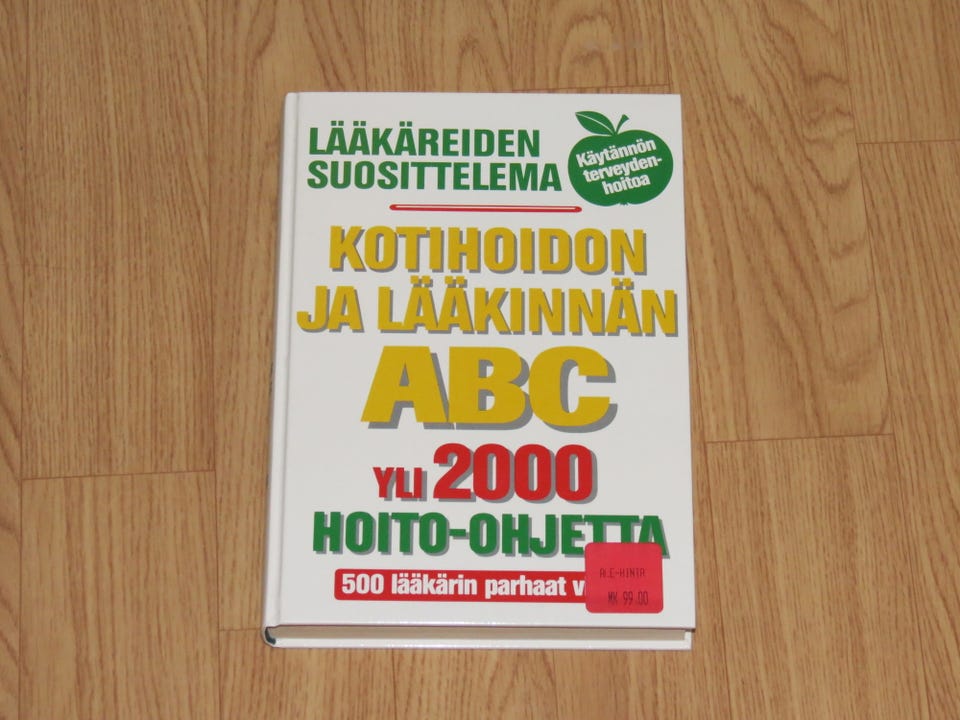 LÄÄKÄREIDEN
SUOSITTELEMA
Käytännön
terveyden-
hoitoa
KOTIHOIDON
JA LÄÄKINNÄN
ABC
YLI 2000
HOITO-OHJETTA
500 lääkärin parhaat
ALE-HINTA
MK 99.00